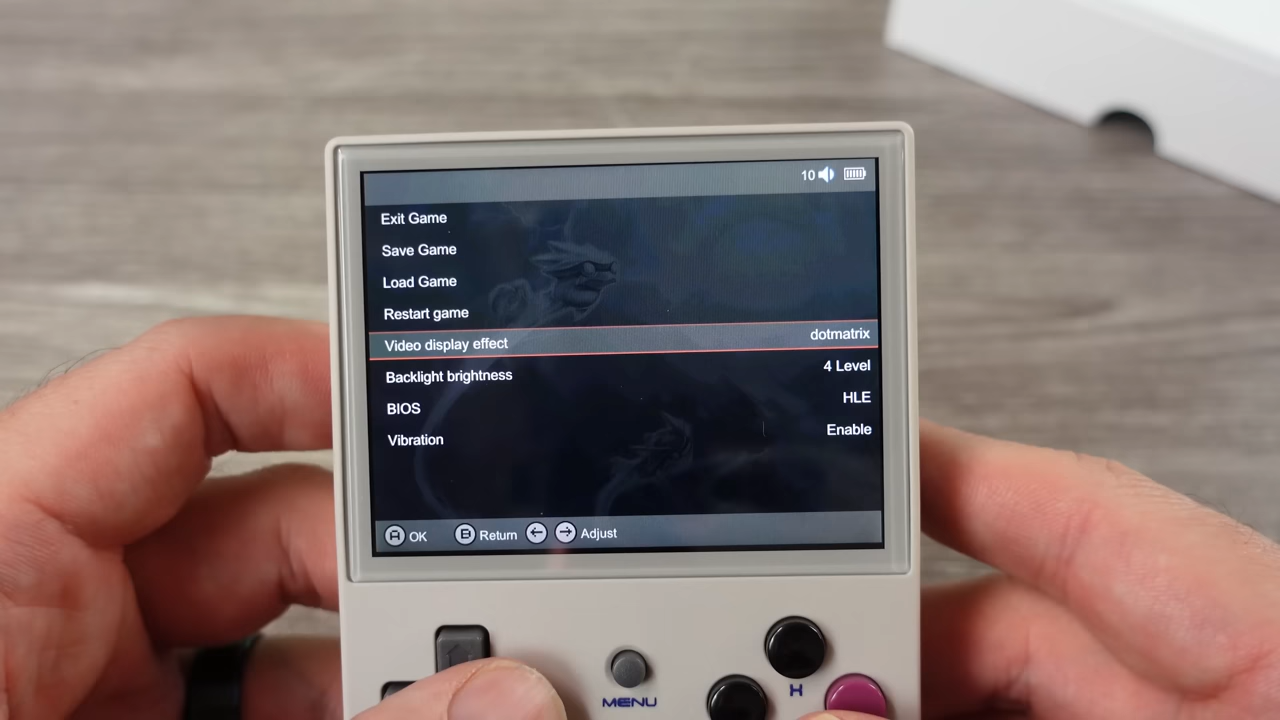 10
Exit Game
Save Game
Load Game
Restart game
Video display effect dotmatrix
Backlight brightness 4 Level
BIOS HLE
Vibration Enable
A OK B Return Adjust
MENU
X